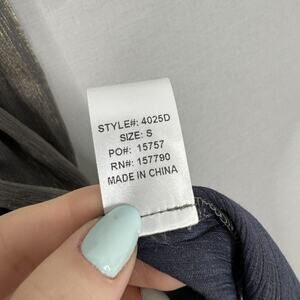 STYLE#: 4025D
SIZE: S
PO#: 15757
RN#: 157790
MADE IN CHINA